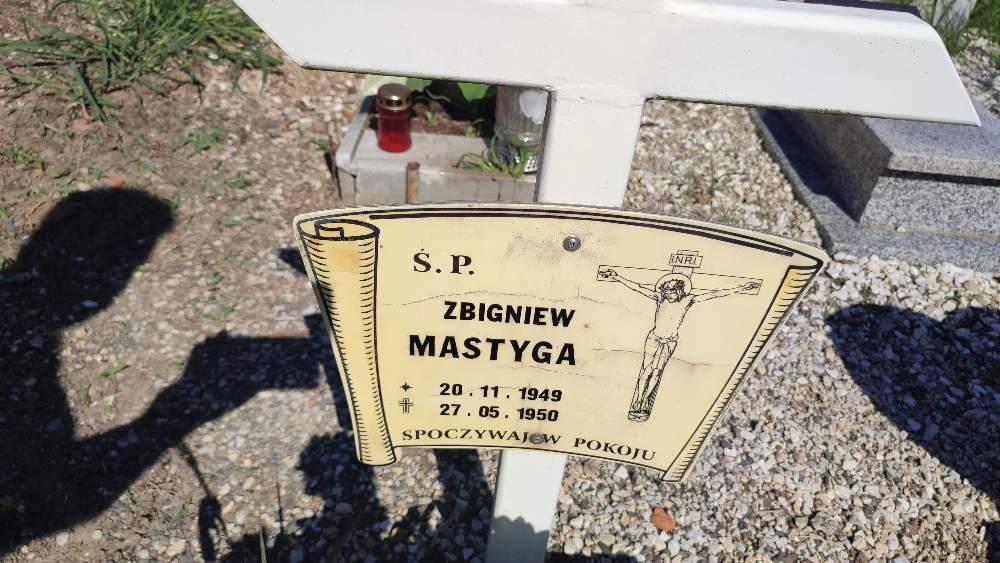 Ś.P.
INRI
ZBIGNIEW
MASTYGA
20.11.1949
27.05.1950
SPOCZYWAJ W POKOJU